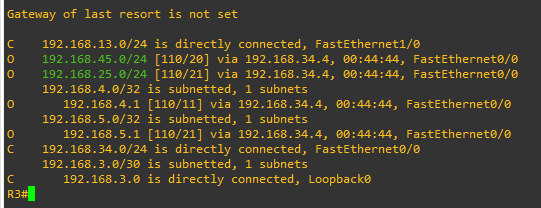 Gateway of last resort is not set
C    192.168.13.0/24 is directly connected, FastEthernet1/0
O    192.168.45.0/24 [110/20] via 192.168.34.4, 00:44:44, FastEthernet0/0
O    192.168.25.0/24 [110/21] via 192.168.34.4, 00:44:44, FastEthernet0/0
     192.168.4.0/32 is subnetted, 1 subnets
O       192.168.4.1 [110/11] via 192.168.34.4, 00:44:44, FastEthernet0/0
     192.168.5.0/32 is subnetted, 1 subnets
O       192.168.5.1 [110/21] via 192.168.34.4, 00:44:44, FastEthernet0/0
C    192.168.34.0/24 is directly connected, FastEthernet0/0
     192.168.3.0/30 is subnetted, 1 subnets
C       192.168.3.0 is directly connected, Loopback0
R3#